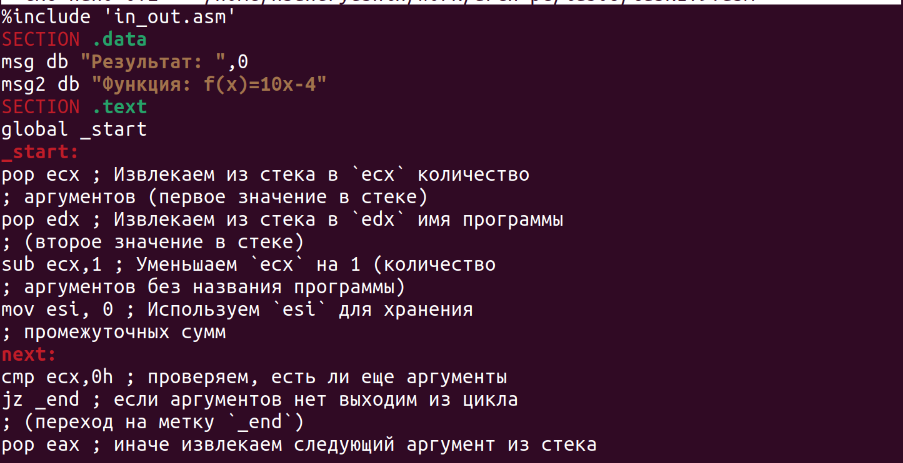 %include 'in_out.asm'
SECTION .data
msg db "Результат: ",0
msg2 db "Функция: f(x)=10x-4"
SECTION .text
global _start
_start:
pop ecx ; Извлекаем из стека в `ecx` количество
; аргументов (первое значение в стеке)
pop edx ; Извлекаем из стека в `edx` имя программы
; (второе значение в стеке)
sub ecx,1 ; Уменьшаем `ecx` на 1 (количество
; аргументов без названия программы)
mov esi, 0 ; Используем `esi` для хранения
; промежуточных сумм
next:
cmp ecx,0h ; проверяем, есть ли еще аргументы
jz _end ; если аргументов нет выходим из цикла
; (переход на метку `_end`)
pop eax ; иначе извлекаем следующий аргумент из стека